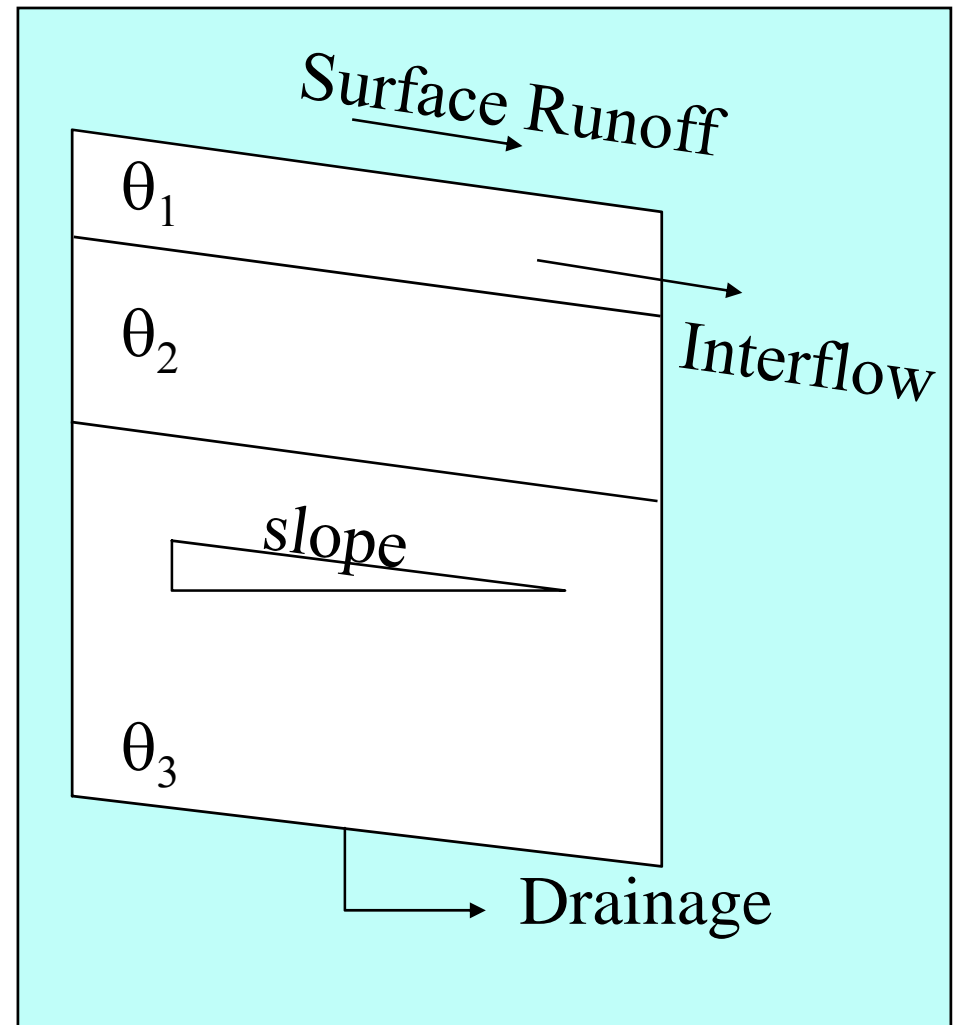 Surface Runoff
θ₁
Interflow
θ₂
slope
θ₃
Drainage